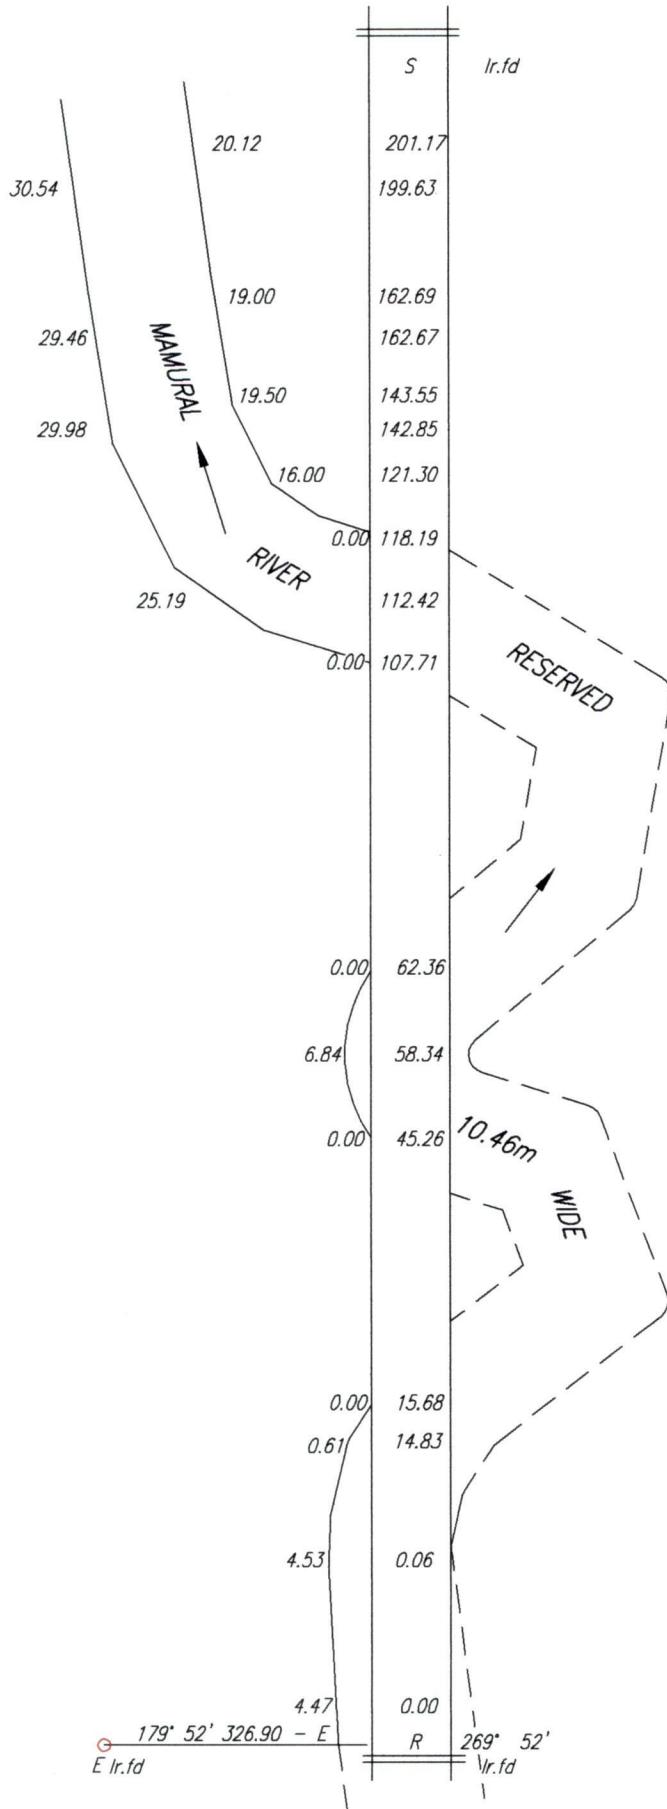 S Ir.fd
20.12 201.17
30.54 199.63
19.00 162.69
29.46 162.67
MAMURAL
19.50 143.55
29.98 142.85
16.00 121.30
0.00 118.19
RIVER
25.19 112.42
RESERVED
0.00 107.71
0.00 62.36
6.84 58.34
0.00 45.26 10.46m
WIDE
0.00 15.68
0.61 14.83
4.53 0.06
4.47 0.00
179° 52' 326.90 - E R 269° 52'
E Ir.fd Ir.fd